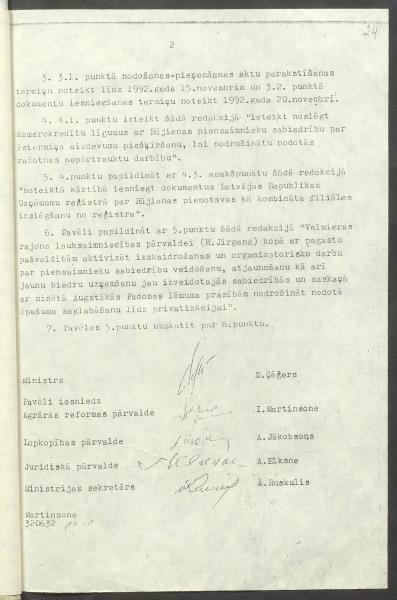 24
2
3. 3.1. punktā nodošanas-pieņemšanas aktu parakstīšanas
termiņu noteikt līdz 1992.gada 15.novembrim un 3.2. punktā
dokumentu iesniegšanas termiņu noteikt 1992.gada 20.novembrī.
4. 4.1. punktu izteikt šādā redakcijā "ieteikt noslēgt
komerckredītu līgumus ar Rūjienas piensaimnieku sabiedrību par
īstermiņa aizdevumu piešķiršanu, lai nodrošinātu nodotās
ražotnes nepārtrauktu darbību".
5. 4.punktu papildināt ar 4.3. apakšpunktu šādā redakcijā
"noteiktā kārtībā iesniegt dokumentus Latvijas Republikas
Uzņēmumu reģistrā par Rūjienas pienotavas kā kombināta filiāles
izslēgšanu no reģistra".
6. Pavēli papildināt ar 5.punktu šādā redakcijā "Valmieras
rajona lauksaimniecības pārvaldei (H.Jirgena) kopā ar pagastu
pašvaldībām aktivizēt izskaidrošanas un organizatorisko darbu
par piensaimnieku sabiedrību veidošanu, atjaunošanu kā arī
jaunu biedru uzņemšanu jau izveidotajās sabiedrībās un saskaņā
ar minētā Augstākās Padomes lēmuma prasībām nodrošināt nodotā
īpašuma saglabāšanu līdz privatizācijai".
7. Pavēles 5.punktu uzskatīt par 6.punktu.
Ministrs D.Ģēģers
Pavēli iesniedz
Agrārās reformas pārvalde I.Martinsone
Lopkopības pārvalde A.Jākobsons
Juridiskā pārvalde A.Elksne
Ministrijas sekretārs Ā.Ruskulis
Martinsone
320632